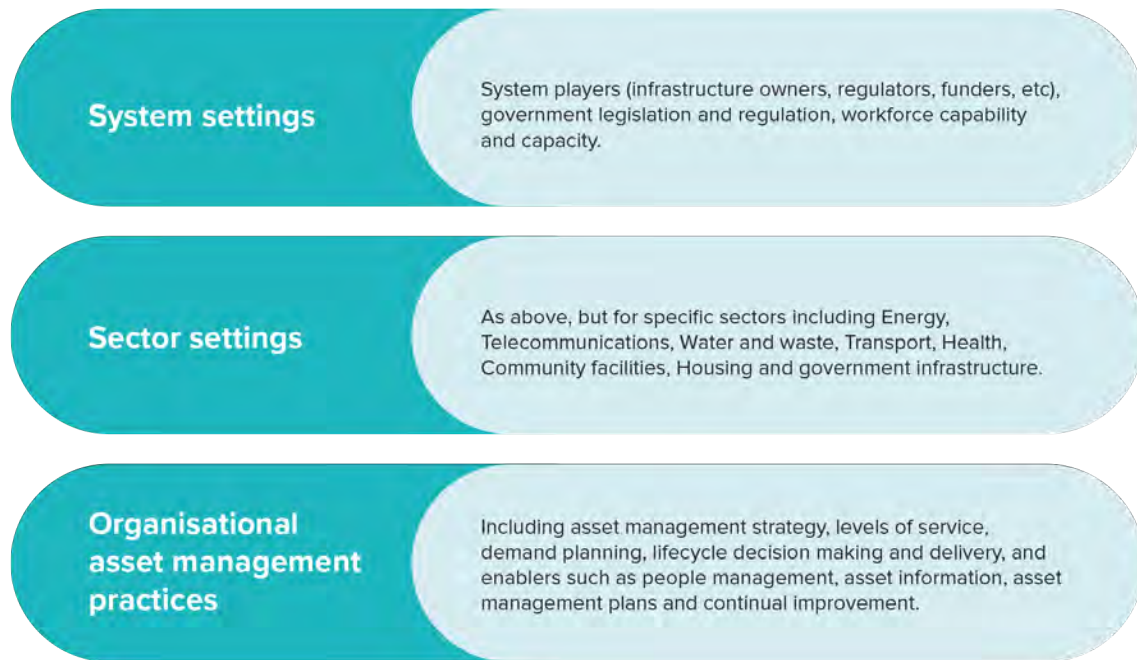 System settings
System players (infrastructure owners, regulators, funders, etc),
government legislation and regulation, workforce capability
and capacity.
Sector settings
As above, but for specific sectors including Energy,
Telecommunications, Water and waste, Transport, Health,
Community facilities, Housing and government infrastructure.
Organisational
asset management
practices
Including asset management strategy, levels of service,
demand planning, lifecycle decision making and delivery, and
enablers such as people management, asset information, asset
management plans and continual improvement.